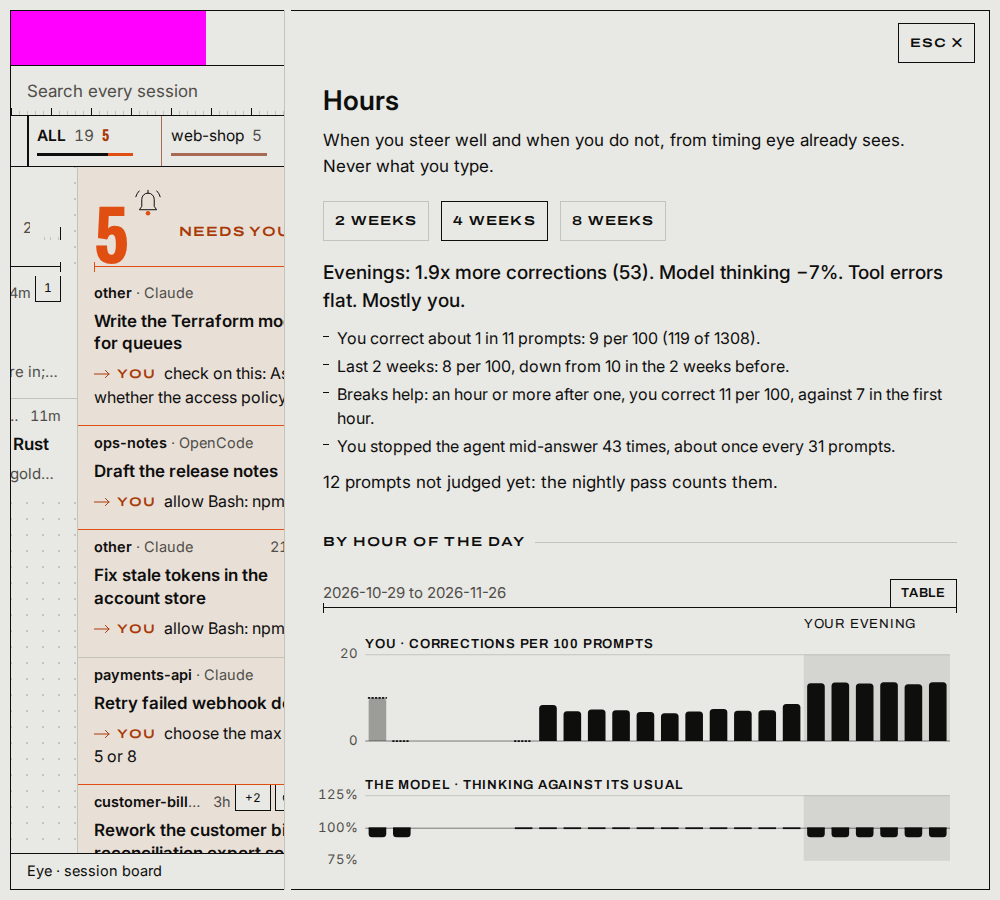 Search every session
ALL 19 5
web-shop 5
4m 1
re in;...
11m
Rust
gold...
5
NEEDS YOU
other · Claude
Write the Terraform
for queues
→ YOU check on this:
whether the access policy
ops-notes · OpenCode
Draft the release notes
→ YOU allow Bash: npm
other · Claude
Fix stale tokens in the
account store
→ YOU allow Bash: npm
payments-api · Claude
Retry failed webhook
→ YOU choose the max
5 or 8
customer-bill... 3h +2
Rework the customer
reconciliation export
Eye · session board
ESC ✕
Hours
When you steer well and when you do not, from timing eye already sees.
Never what you type.
2 WEEKS
4 WEEKS
8 WEEKS
Evenings: 1.9x more corrections (53). Model thinking −7%. Tool errors
flat. Mostly you.
– You correct about 1 in 11 prompts: 9 per 100 (119 of 1308).
– Last 2 weeks: 8 per 100, down from 10 in the 2 weeks before.
– Breaks help: an hour or more after one, you correct 11 per 100, against 7 in the first
hour.
– You stopped the agent mid-answer 43 times, about once every 31 prompts.
12 prompts not judged yet: the nightly pass counts them.
BY HOUR OF THE DAY
2026-10-29 to 2026-11-26
TABLE
YOUR EVENING
YOU · CORRECTIONS PER 100 PROMPTS
20
0
THE MODEL · THINKING AGAINST ITS USUAL
125%
100%
75%